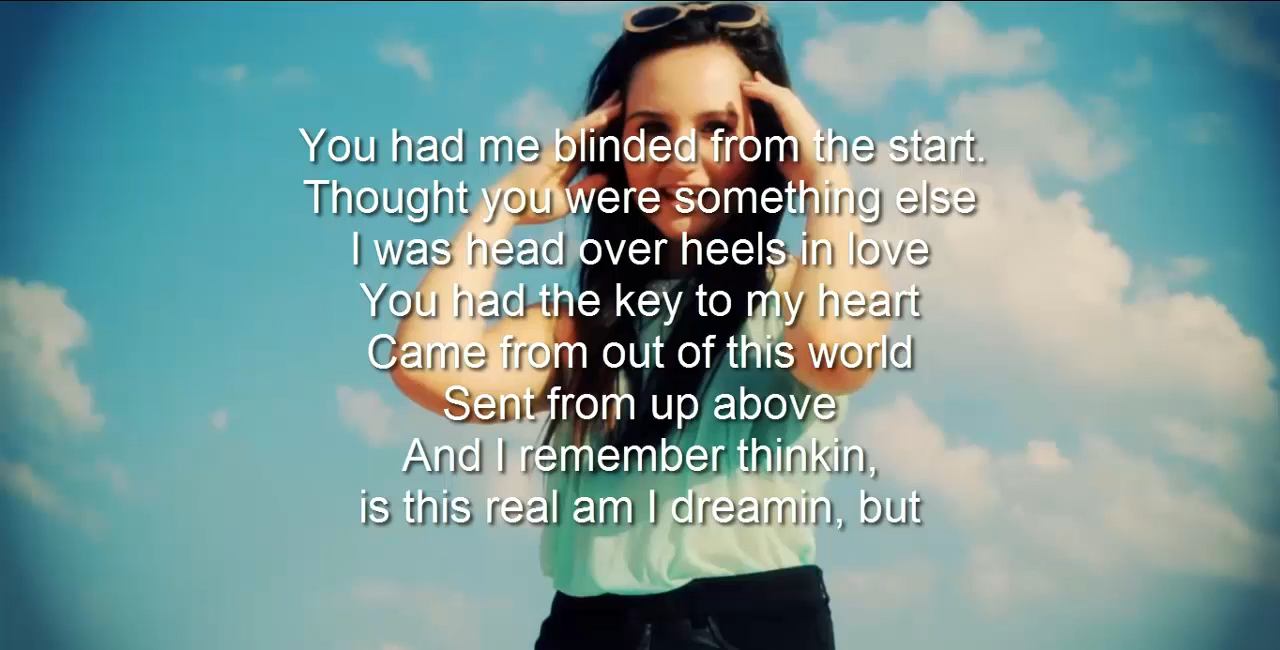 You had me blinded from the start.
Thought you were something else
I was head over heels in love
You had the key to my heart
Came from out of this world
Sent from up above
And I remember thinkin,
is this real am I dreamin, but